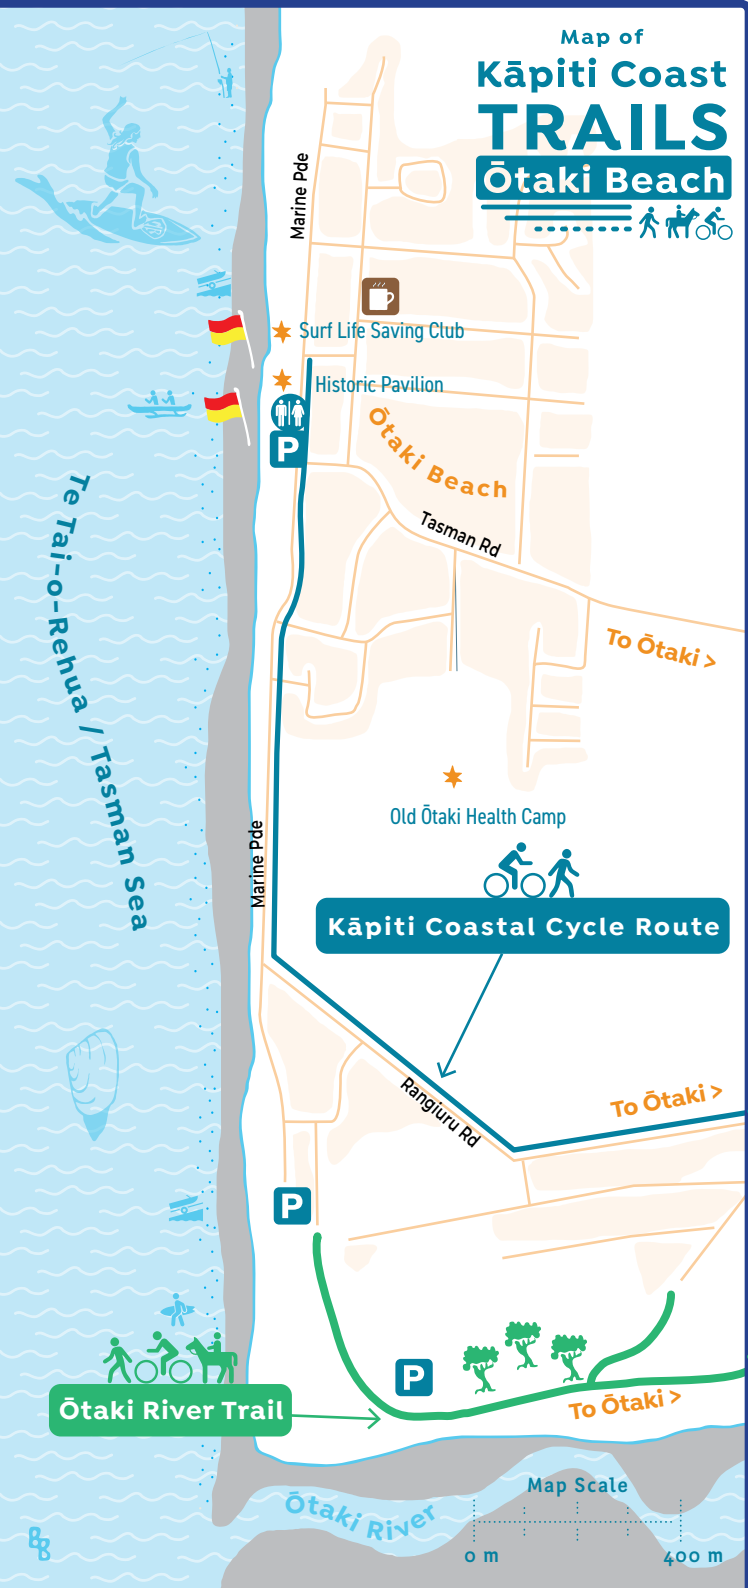 Map of
Kāpiti Coast
TRAILS
Ōtaki Beach
Marine Pde
Surf Life Saving Club
Historic Pavilion
P
Ōtaki Beach
Tasman Rd
Te Tai-o-Rehua / Tasman Sea
To Ōtaki >
Old Ōtaki Health Camp
Marine Pde
Kāpiti Coastal Cycle Route
Rangiuru Rd
To Ōtaki >
P
P
Ōtaki River Trail
To Ōtaki >
Ōtaki River
Map Scale
0 m
400 m
BB